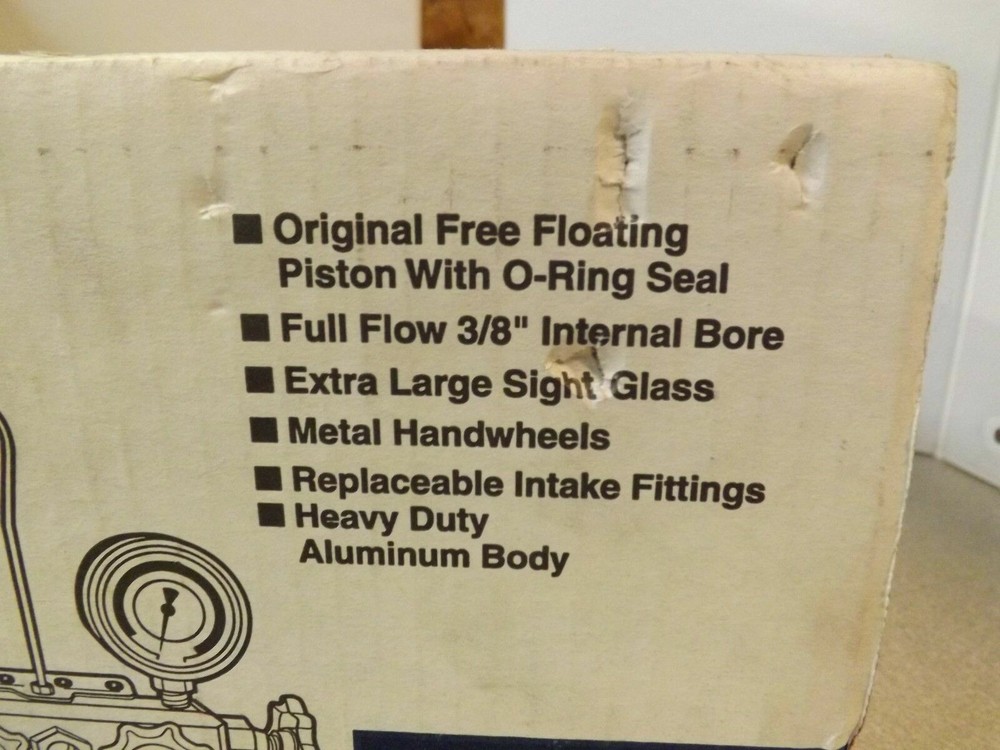 ■ Original Free Floating
Piston With O-Ring Seal
■ Full Flow 3/8" Internal Bore
■ Extra Large Sight Glass
■ Metal Handwheels
■ Replaceable Intake Fittings
■ Heavy Duty
Aluminum Body